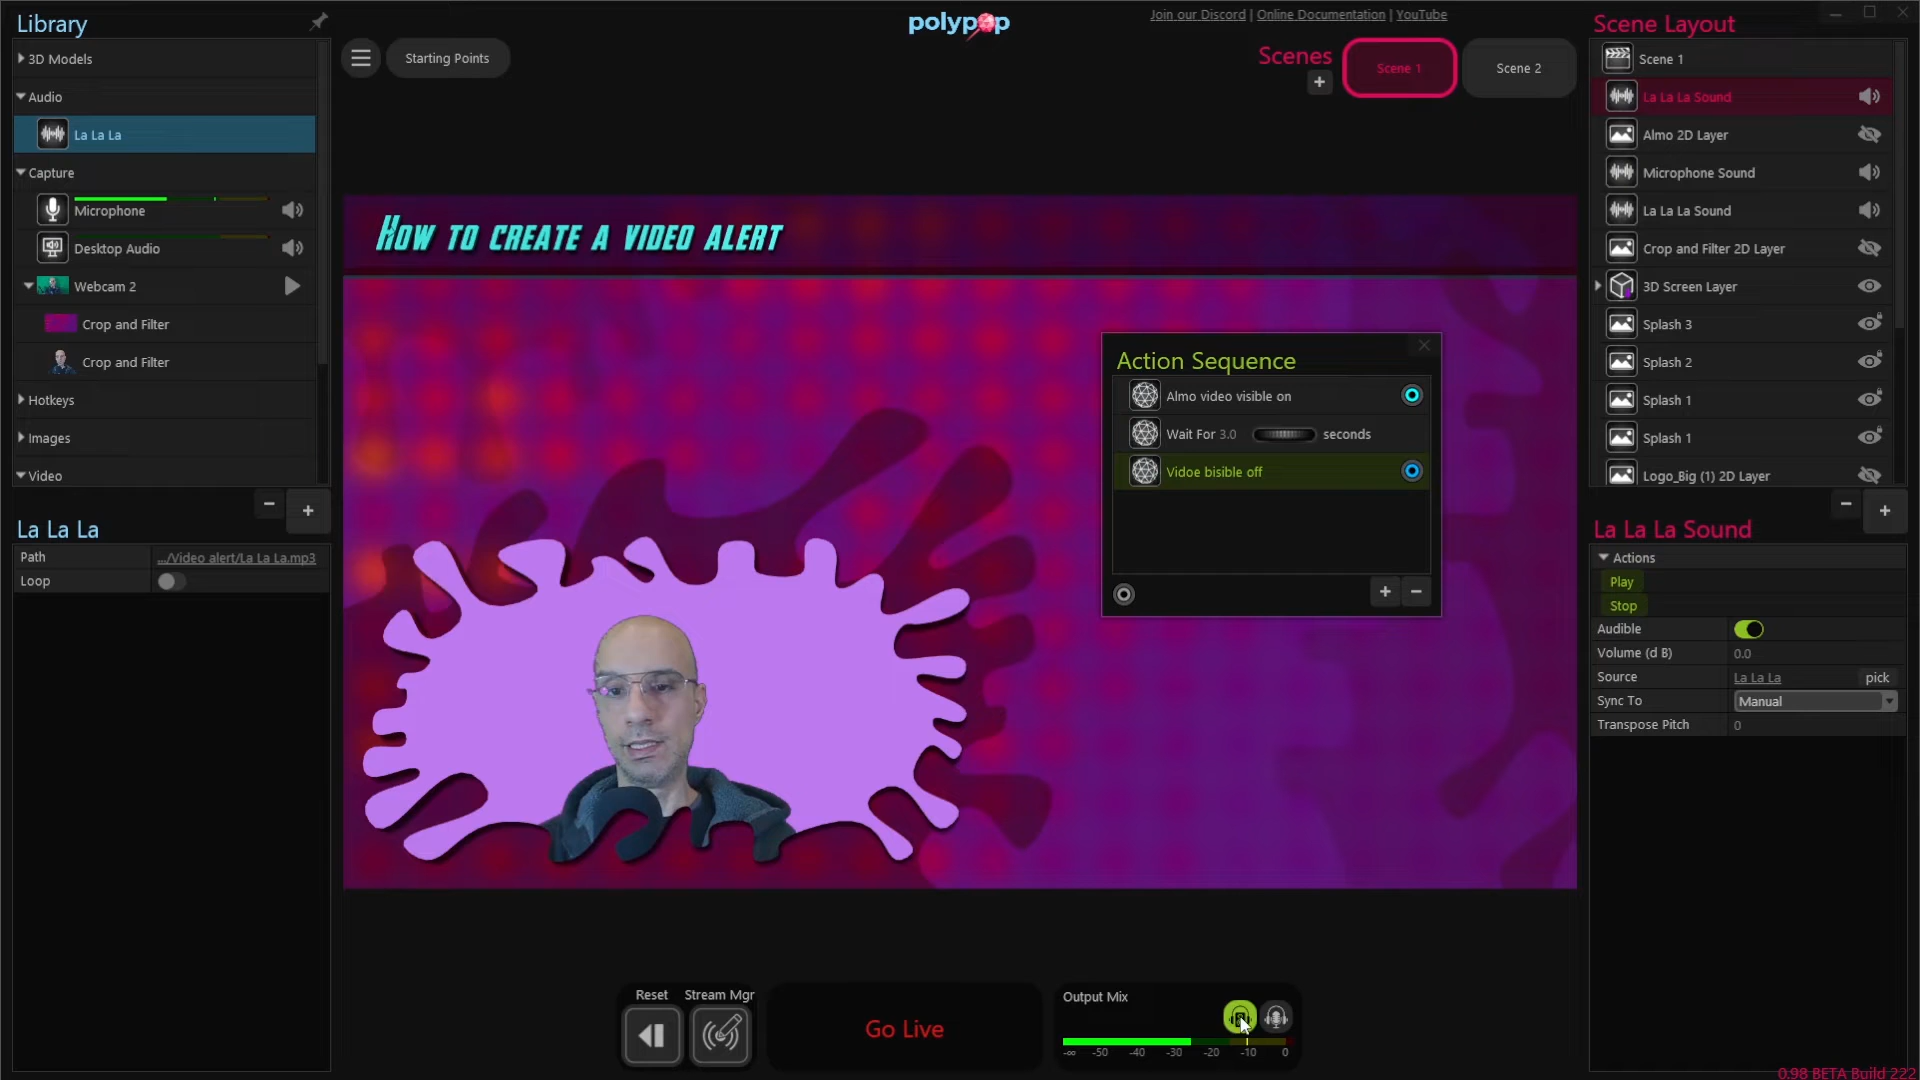 Library
3D Models
Audio
La La La
Capture
Microphone
Desktop Audio
Webcam 2
Crop and Filter
Crop and Filter
Hotkeys
Images
Video
La La La
Path .../Video alert/La La La.mp3
Loop
Starting Points
polypop
Join our Discord | Online Documentation | YouTube
Scenes
Scene 1
Scene 2
How to create a video alert
Action Sequence
Almo video visible on
Wait For 3.0 seconds
Vidoe bisible off
Reset
Stream Mgr
Go Live
Output Mix
-∞ -50 -40 -30 -20 -10 0
Scene Layout
Scene 1
La La La Sound
Almo 2D Layer
Microphone Sound
La La La Sound
Crop and Filter 2D Layer
3D Screen Layer
Splash 3
Splash 2
Splash 1
Splash 1
Logo_Big (1) 2D Layer
La La La Sound
Actions
Play
Stop
Audible
Volume (d B) 0.0
Source La La La pick
Sync To Manual
Transpose Pitch 0
0.98 BETA Build 222